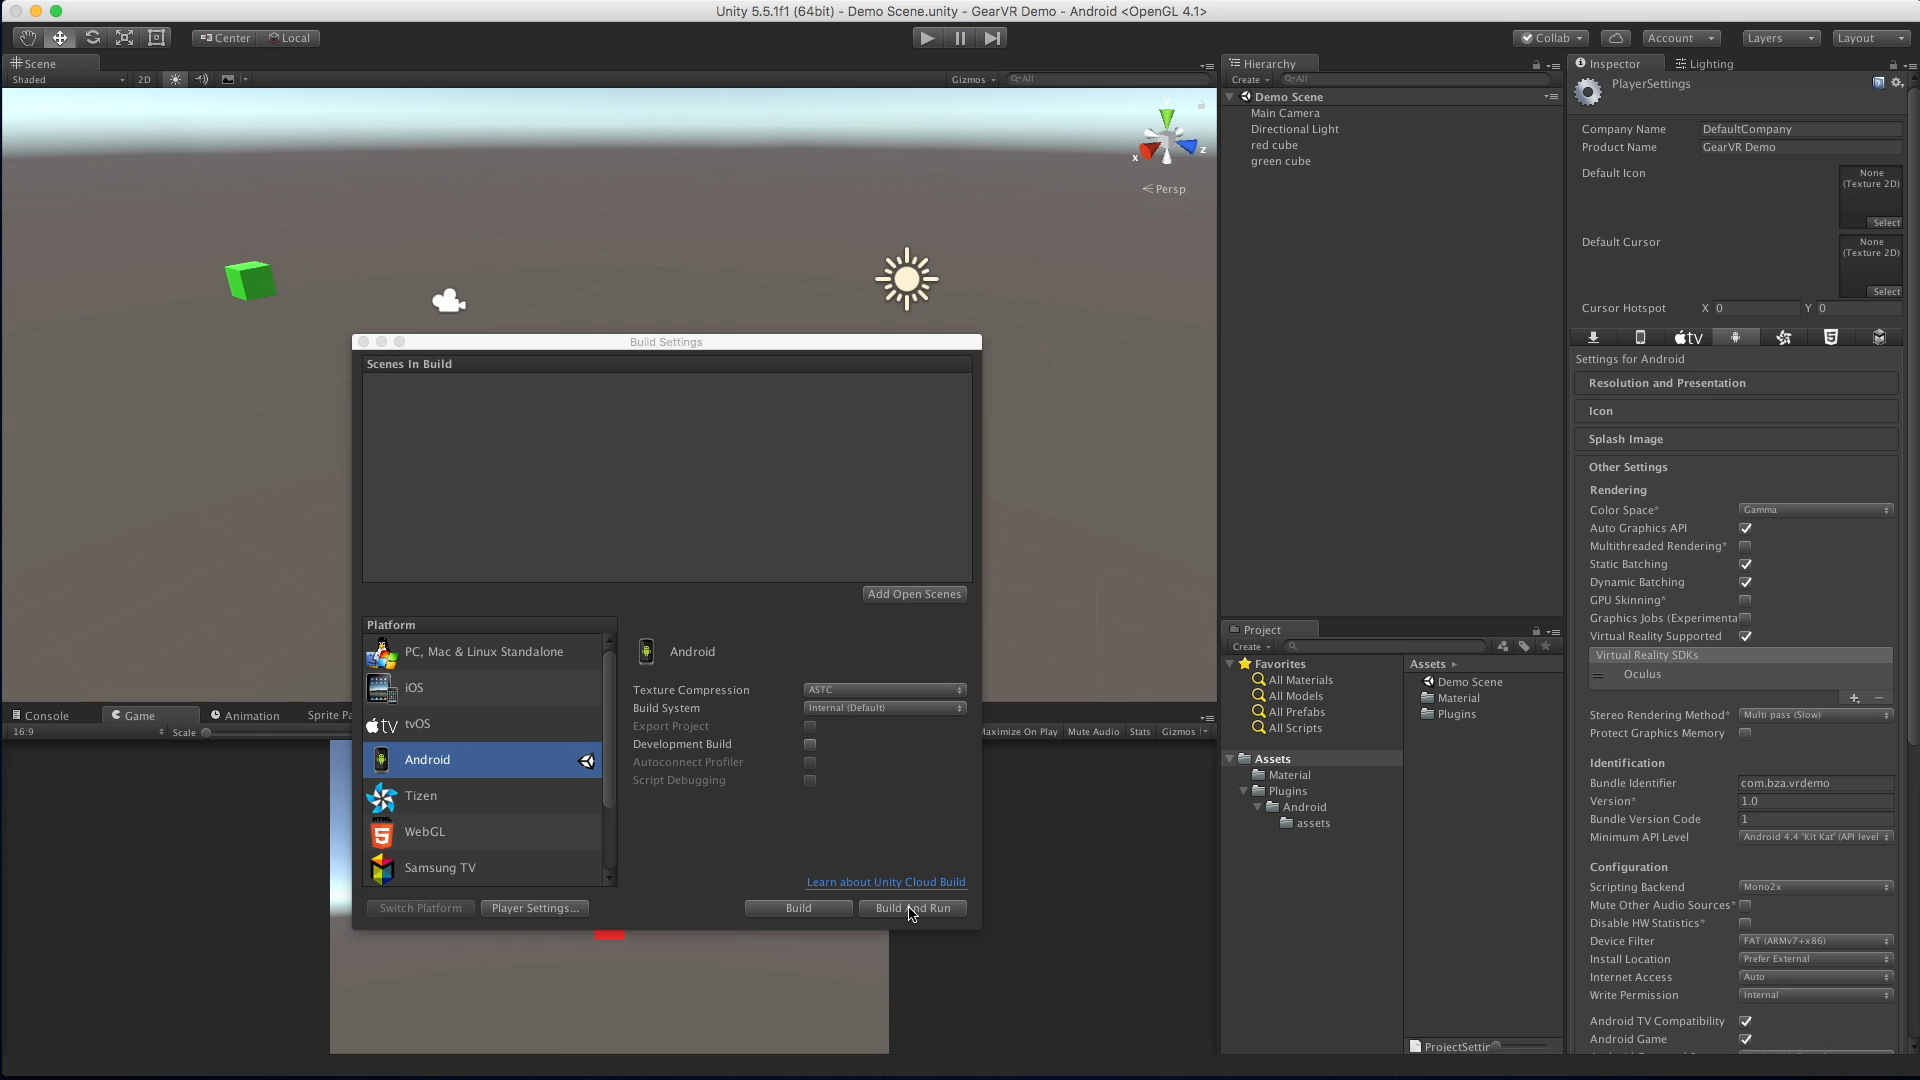 Unity 5.5.1f1 (64bit) - Demo Scene.unity - GearVR Demo - Android <OpenGL 4.1>
Center Local
Collab Account Layers Layout
Scene
Shaded 2D Gizmos All
x z
Persp
Build Settings
Scenes In Build
Add Open Scenes
Platform
PC, Mac & Linux Standalone
iOS
tv tvOS
Android
Tizen
HTML
5 WebGL
Samsung TV
Android
Texture Compression ASTC
Build System Internal (Default)
Export Project
Development Build
Autoconnect Profiler
Script Debugging
Learn about Unity Cloud Build
Switch Platform Player Settings... Build Build And Run
Console Game Animation Sprite Pa
16:9 Scale Maximize On Play Mute Audio Stats Gizmos
Hierarchy
Create All
Demo Scene
Main Camera
Directional Light
red cube
green cube
Project
Create
Favorites
All Materials
All Models
All Prefabs
All Scripts
Assets
Material
Plugins
Android
assets
Assets
Demo Scene
Material
Plugins
ProjectSettin
Inspector Lighting
PlayerSettings
Company Name DefaultCompany
Product Name GearVR Demo
Default Icon None
(Texture 2D)
Select
Default Cursor None
(Texture 2D)
Select
Cursor Hotspot X 0 Y 0
tv
Settings for Android
Resolution and Presentation
Icon
Splash Image
Other Settings
Rendering
Color Space* Gamma
Auto Graphics API
Multithreaded Rendering*
Static Batching
Dynamic Batching
GPU Skinning*
Graphics Jobs (Experimenta
Virtual Reality Supported
Virtual Reality SDKs
Oculus
Stereo Rendering Method* Multi pass (Slow)
Protect Graphics Memory
Identification
Bundle Identifier com.bza.vrdemo
Version* 1.0
Bundle Version Code 1
Minimum API Level Android 4.4 'Kit Kat' (API level
Configuration
Scripting Backend Mono2x
Mute Other Audio Sources*
Disable HW Statistics*
Device Filter FAT (ARMv7+x86)
Install Location Prefer External
Internet Access Auto
Write Permission Internal
Android TV Compatibility
Android Game